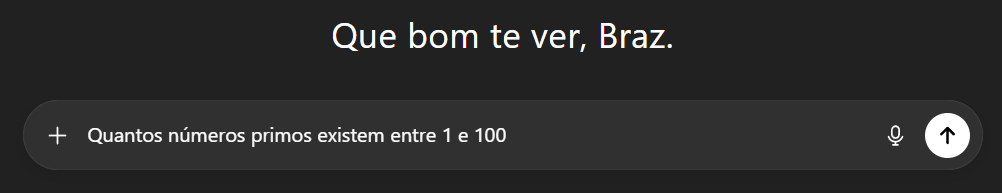 Que bom te ver, Braz.
Quantos números primos existem entre 1 e 100